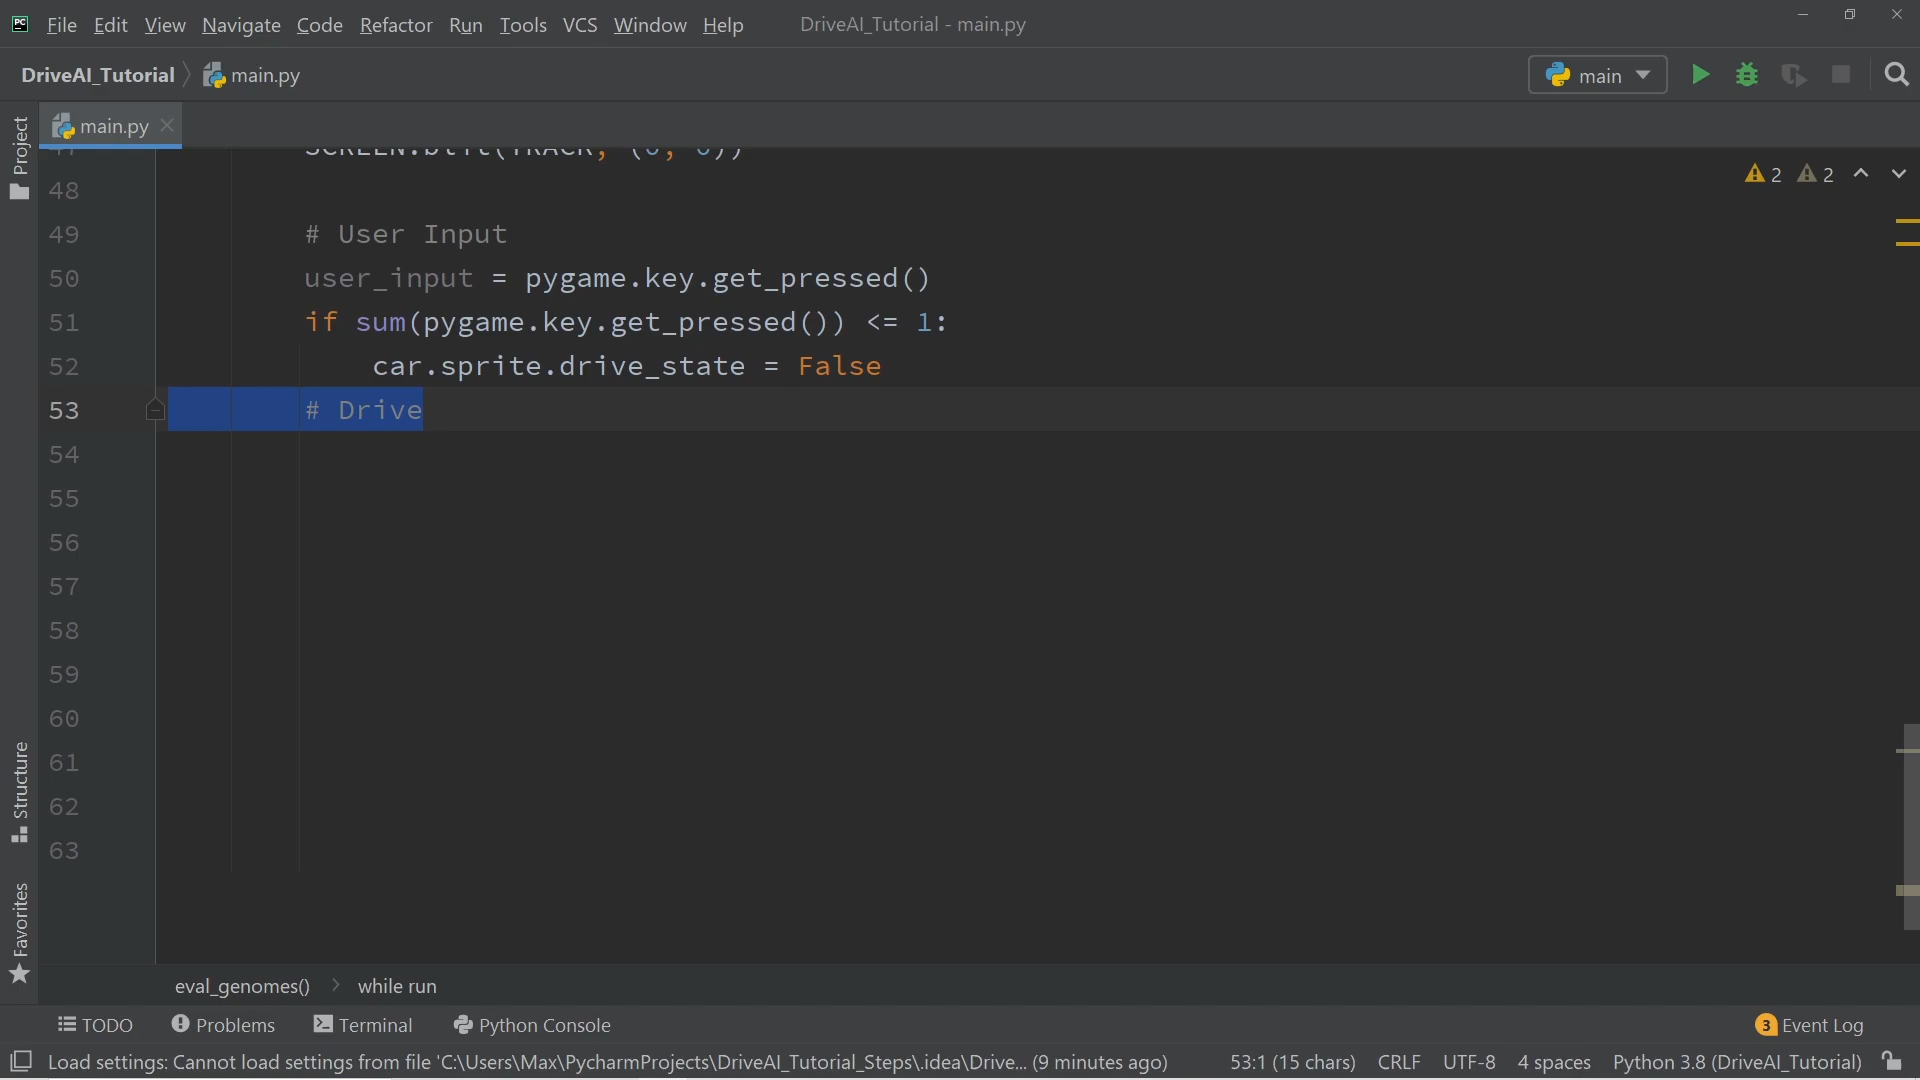 PC File Edit View Navigate Code Refactor Run Tools VCS Window Help DriveAI_Tutorial - main.py
DriveAI_Tutorial main.py main
Project
main.py
2 2
48
49 # User Input
50 user_input = pygame.key.get_pressed()
51 if sum(pygame.key.get_pressed()) <= 1:
52 car.sprite.drive_state = False
53 # Drive
54
55
56
57
58
59
60
61
62
63
Structure
Favorites
eval_genomes() while run
TODO Problems Terminal Python Console 3 Event Log
Load settings: Cannot load settings from file 'C:\Users\Max\PycharmProjects\DriveAI_Tutorial_Steps\.idea\Drive... (9 minutes ago) 53:1 (15 chars) CRLF UTF-8 4 spaces Python 3.8 (DriveAI_Tutorial)